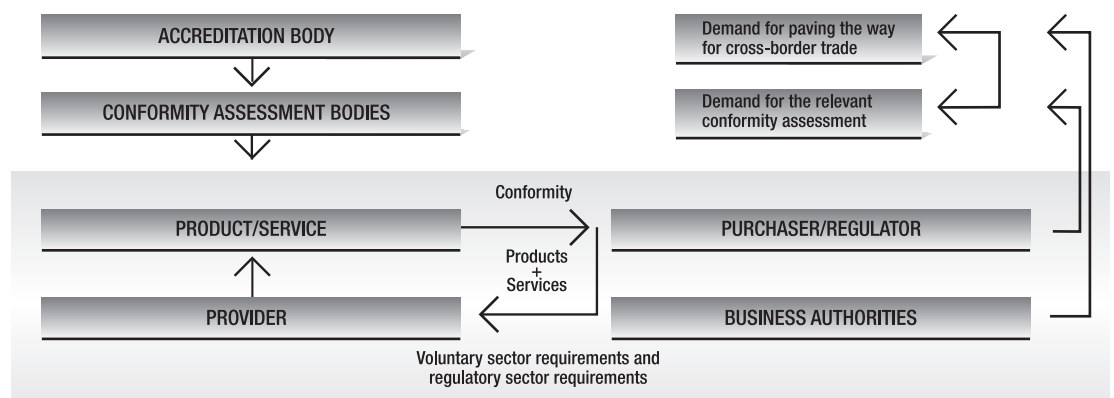 ACCREDITATION BODY
Demand for paving the way
for cross-border trade
CONFORMITY ASSESSMENT BODIES
Demand for the relevant
conformity assessment
Conformity
PRODUCT/SERVICE
PURCHASER/REGULATOR
Products
+
Services
PROVIDER
BUSINESS AUTHORITIES
Voluntary sector requirements and
regulatory sector requirements